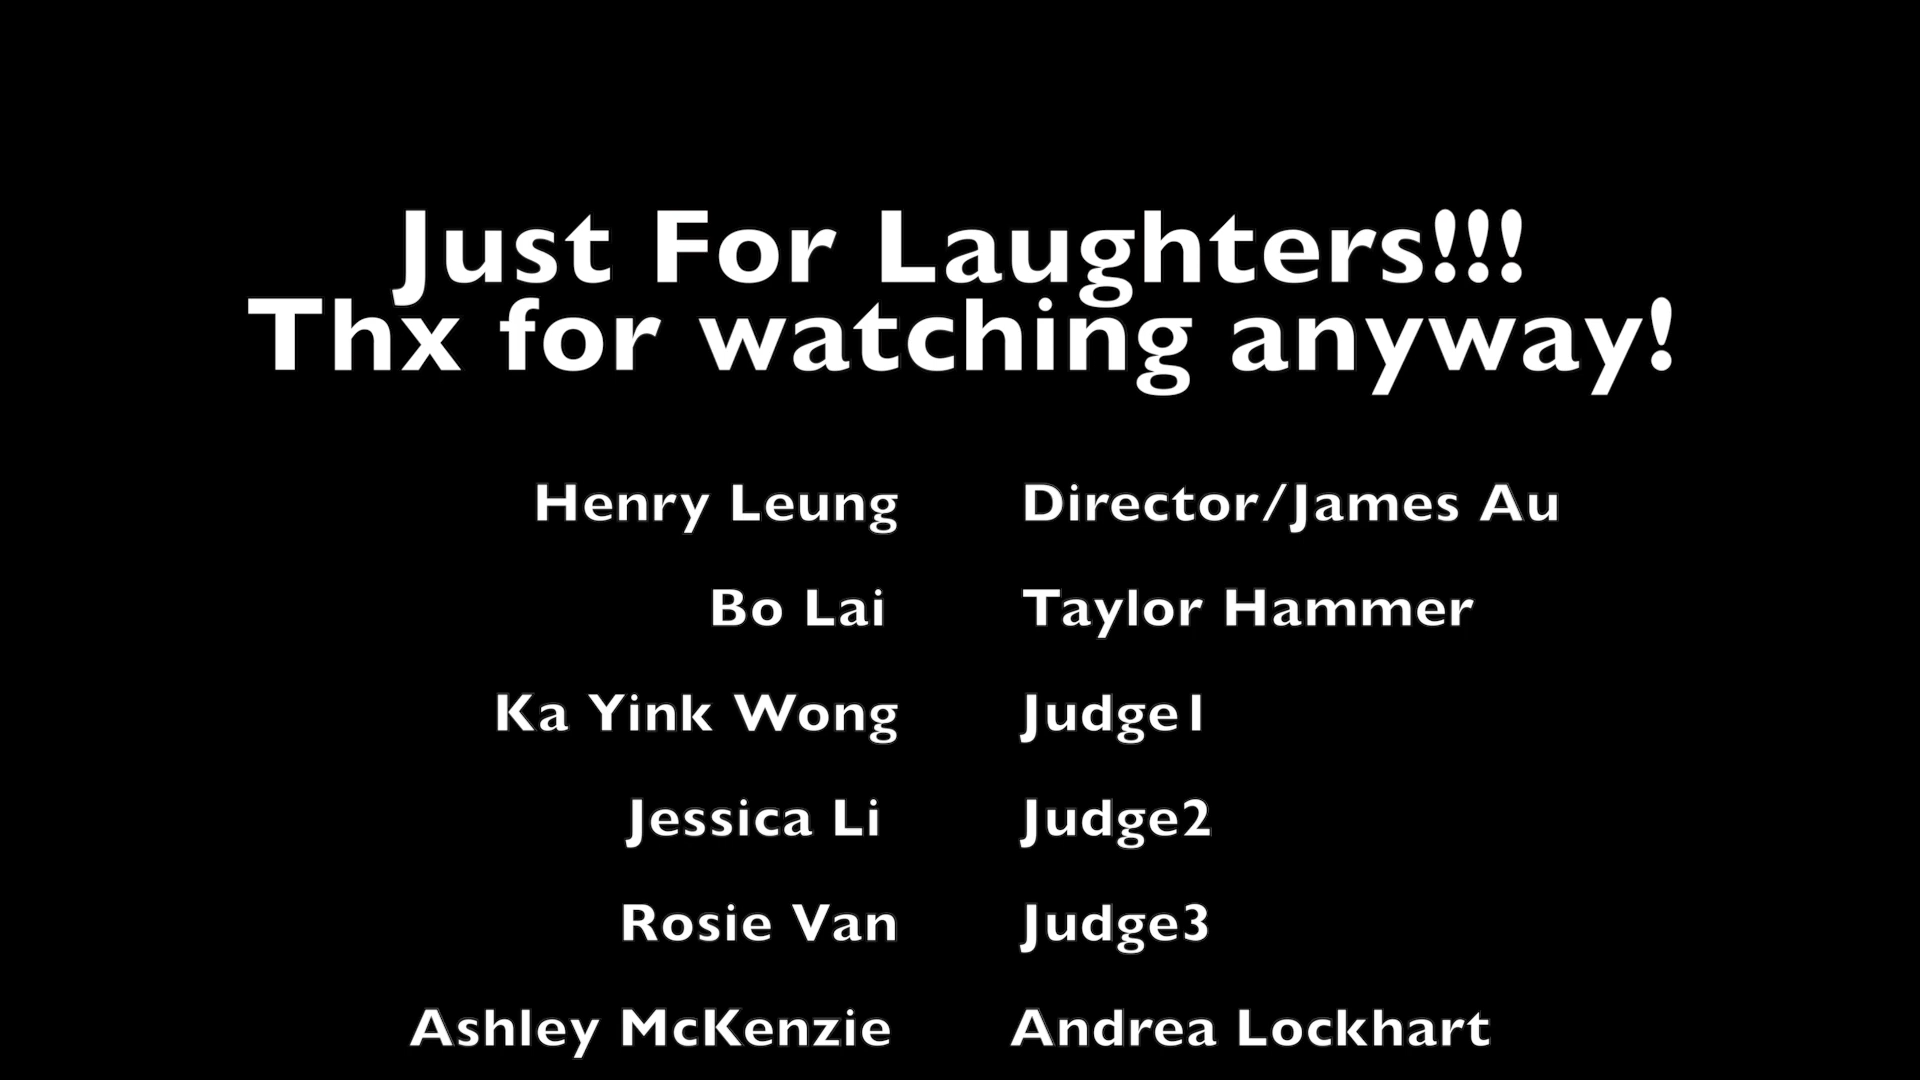 Just For Laughters!!!
Thx for watching anyway!
Henry Leung Director/James Au
Bo Lai Taylor Hammer
Ka Yink Wong Judge1
Jessica Li Judge2
Rosie Van Judge3
Ashley McKenzie Andrea Lockhart